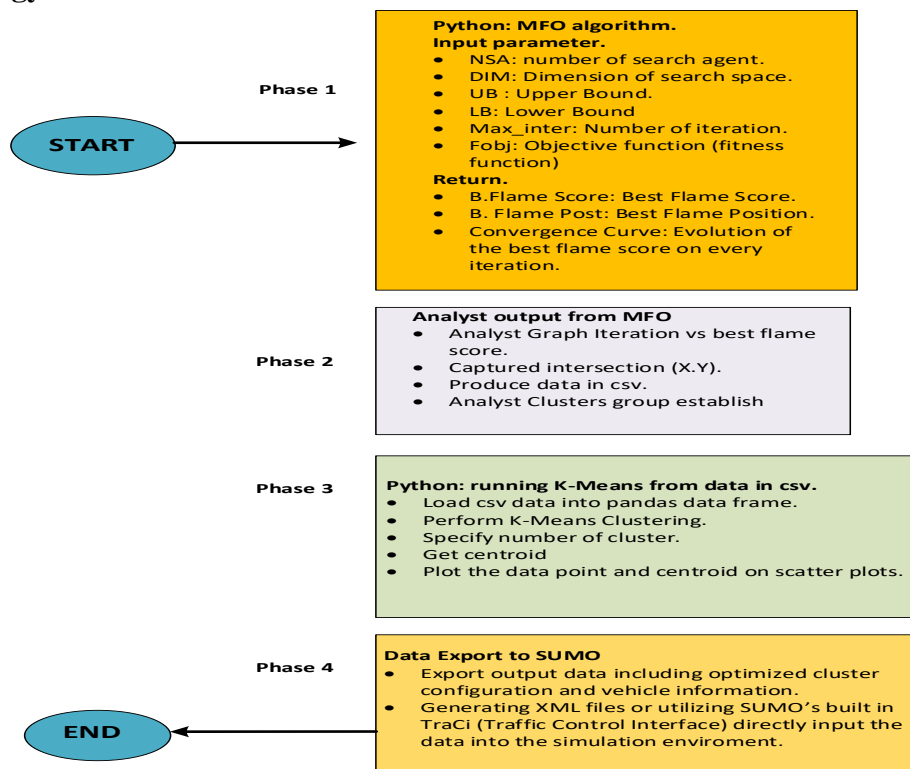 gy
Python: MFO algorithm.
Input parameter.
• NSA: number of search agent.
• DIM: Dimension of search space.
Phase 1
• UB : Upper Bound.
• LB: Lower Bound
START
• Max_inter: Number of iteration.
• Fobj: Objective function (fitness
function)
Return.
• B.Flame Score: Best Flame Score.
• B. Flame Post: Best Flame Position.
• Convergence Curve: Evolution of
the best flame score on every
iteration.
Phase 2
Analyst output from MFO
• Analyst Graph Iteration vs best flame
score.
• Captured intersection (X.Y).
• Produce data in csv.
• Analyst Clusters group establish
Phase 3
Python: running K-Means from data in csv.
• Load csv data into pandas data frame.
• Perform K-Means Clustering.
• Specify number of cluster.
• Get centroid
• Plot the data point and centroid on scatter plots.
Phase 4
Data Export to SUMO
• Export output data including optimized cluster
configuration and vehicle information.
• Generating XML files or utilizing SUMO's built in
TraCi (Traffic Control Interface) directly input the
data into the simulation enviroment.
END